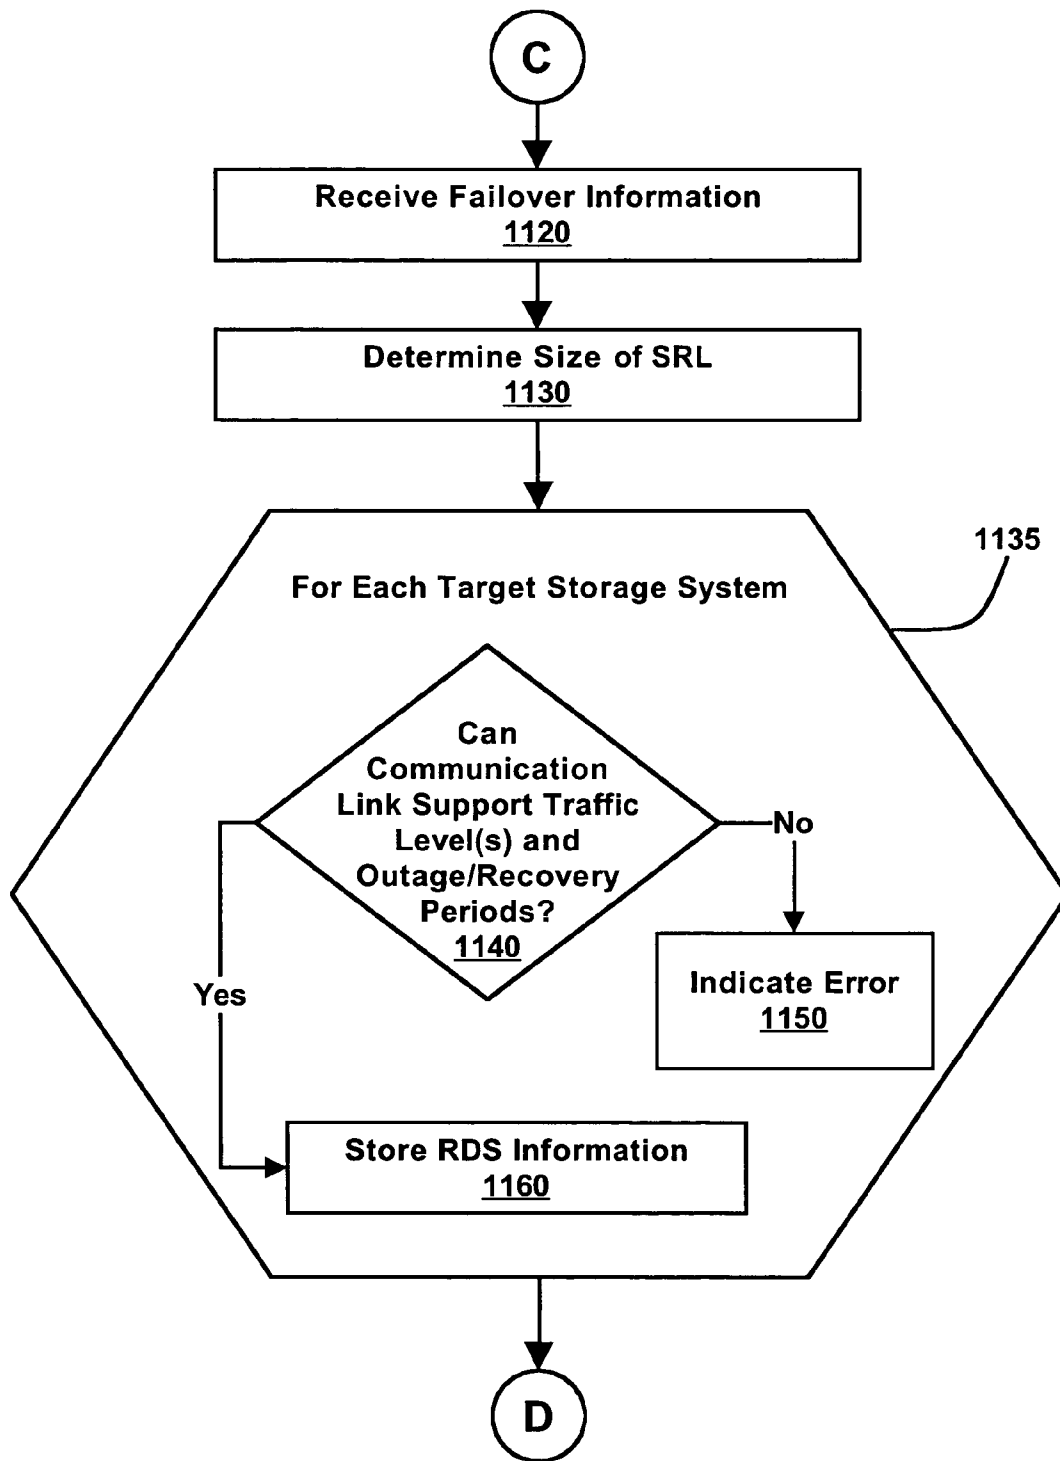 C
Receive Failover Information
1120
Determine Size of SRL
1130
1135
For Each Target Storage System
Can
Communication
Link Support Traffic
Level(s) and
Outage/Recovery
Periods?
1140
No
Yes
Indicate Error
1150
Store RDS Information
1160
D